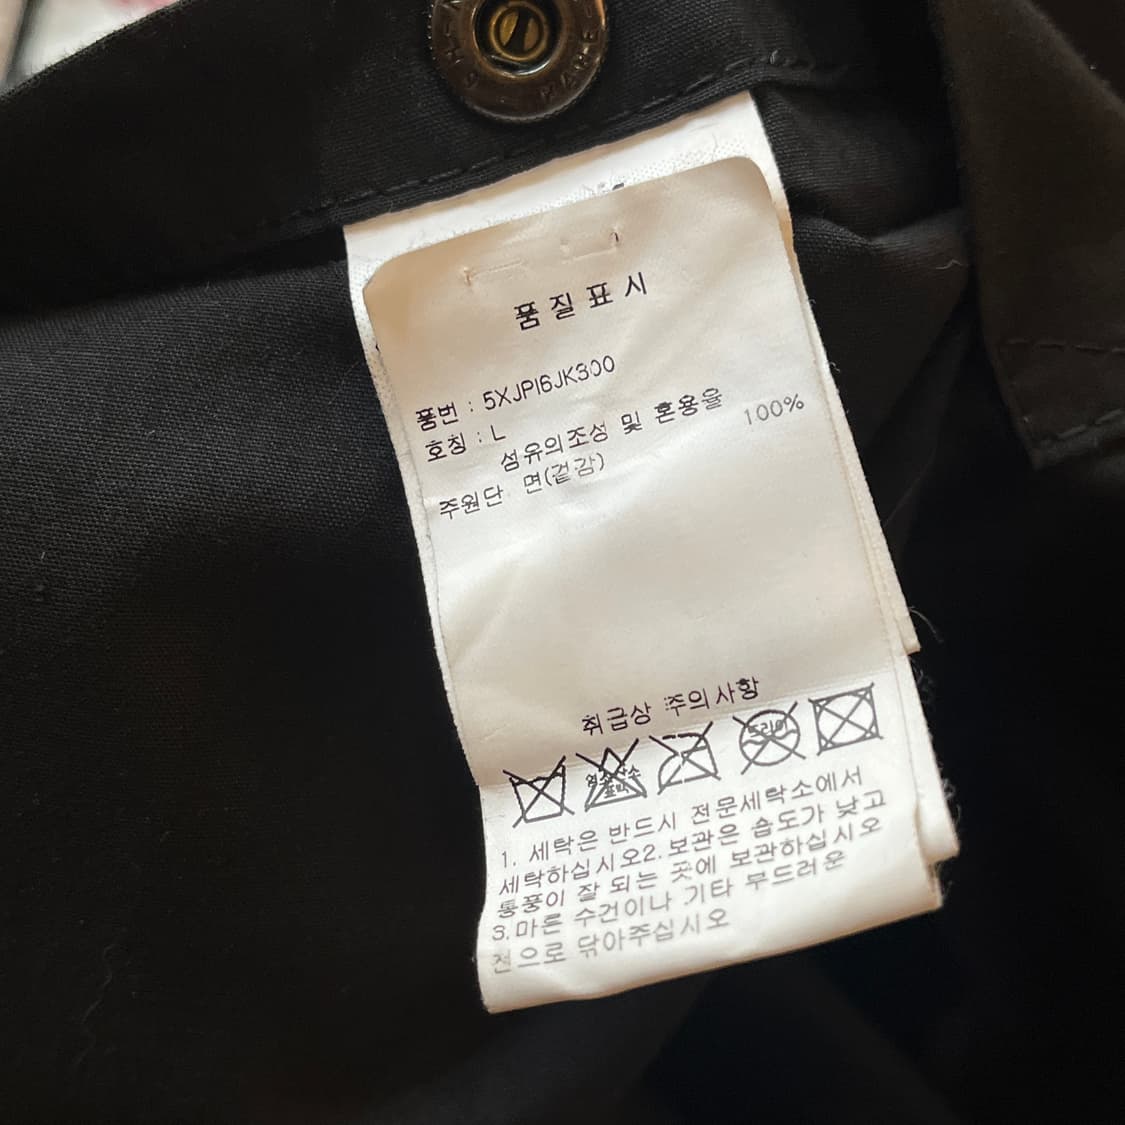 품질표시
품번 : 5XJPI6JK300
호칭 : L
섬유의조성 및 혼용율
주원단 면(겉감) 100%
취급상 주의사항
드라이
1. 세탁은 반드시 전문세탁소에서
세탁하십시오2. 보관은 습도가 낮고
통풍이 잘 되는 곳에 보관하십시오
3.마른 수건이나 기타 부드러운
천으로 닦아주십시오